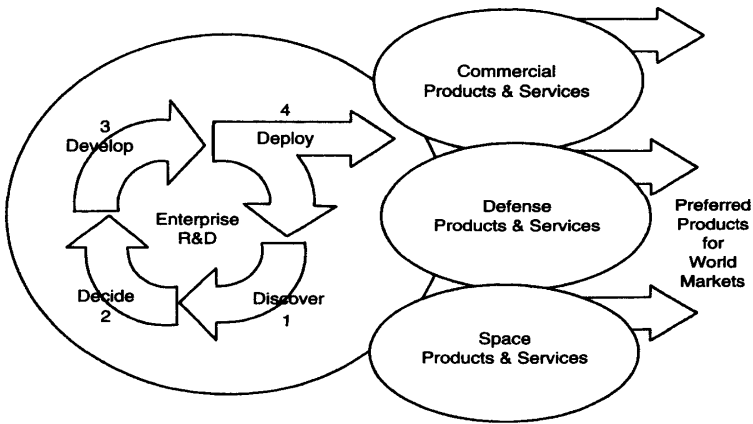 Commercial
Products & Services
3
Develop
4
Deploy
Enterprise
R&D
Defense
Products & Services
Preferred
Products
for
World
Markets
Decide
2
Discover
1
Space
Products & Services